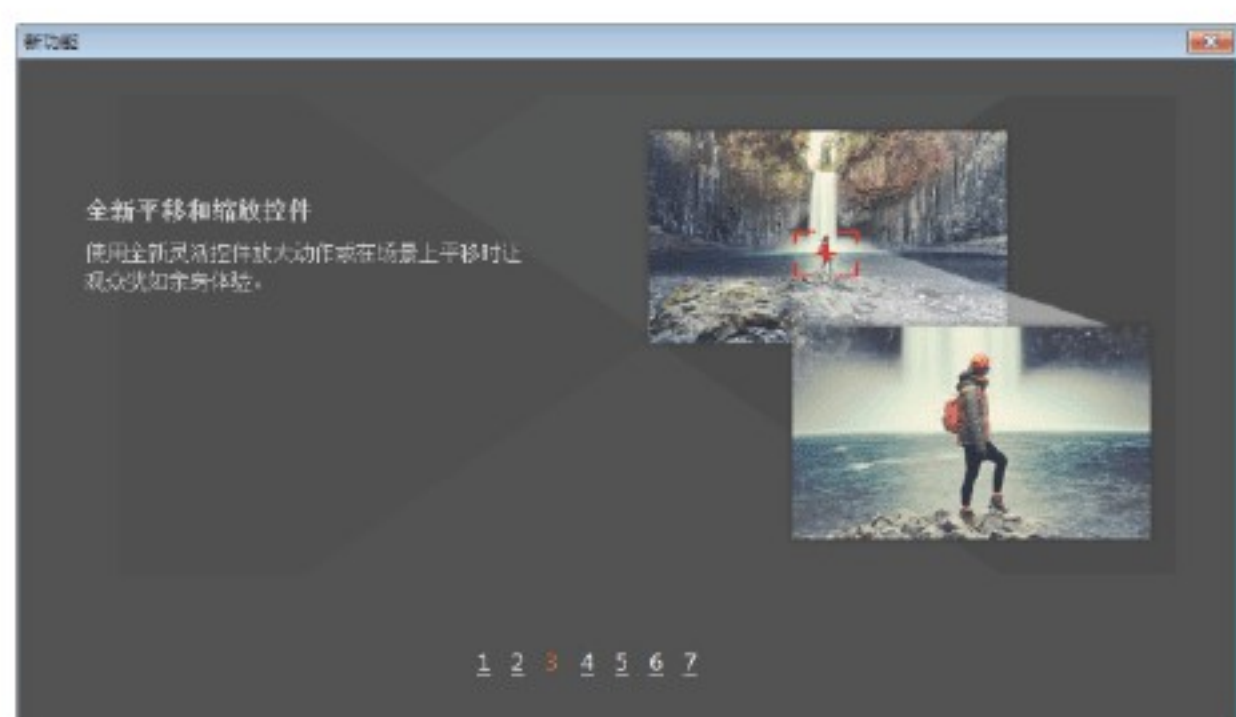 新功能
全新平移和缩放控件
使用全新灵活控件放大动作或在场景上平移时让
观众犹如亲身体验。
1 2 3 4 5 6 7